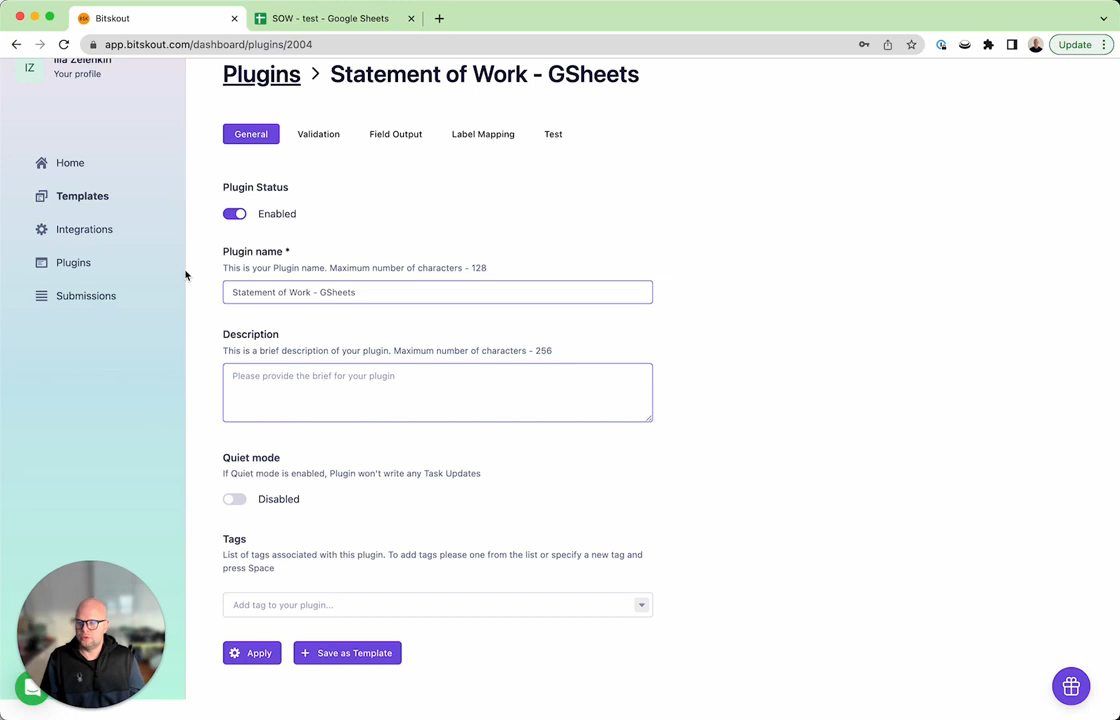 Bitskout
SOW - test - Google Sheets
app.bitskout.com/dashboard/plugins/2004
Update
IZ
Illia Zelenkin
Your profile
Home
Templates
Integrations
Plugins
Submissions
Plugins > Statement of Work - GSheets
General
Validation
Field Output
Label Mapping
Test
Plugin Status
Enabled
Plugin name *
This is your Plugin name. Maximum number of characters - 128
Statement of Work - GSheets
Description
This is a brief description of your plugin. Maximum number of characters - 256
Please provide the brief for your plugin
Quiet mode
If Quiet mode is enabled, Plugin won't write any Task Updates
Disabled
Tags
List of tags associated with this plugin. To add tags please one from the list or specify a new tag and
press Space
Add tag to your plugin...
Apply
+ Save as Template